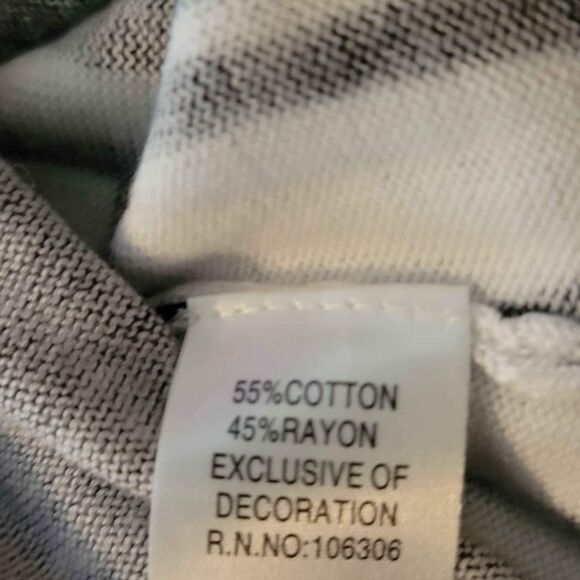 55%COTTON
45%RAYON
EXCLUSIVE OF
DECORATION
R.N.NO:106306